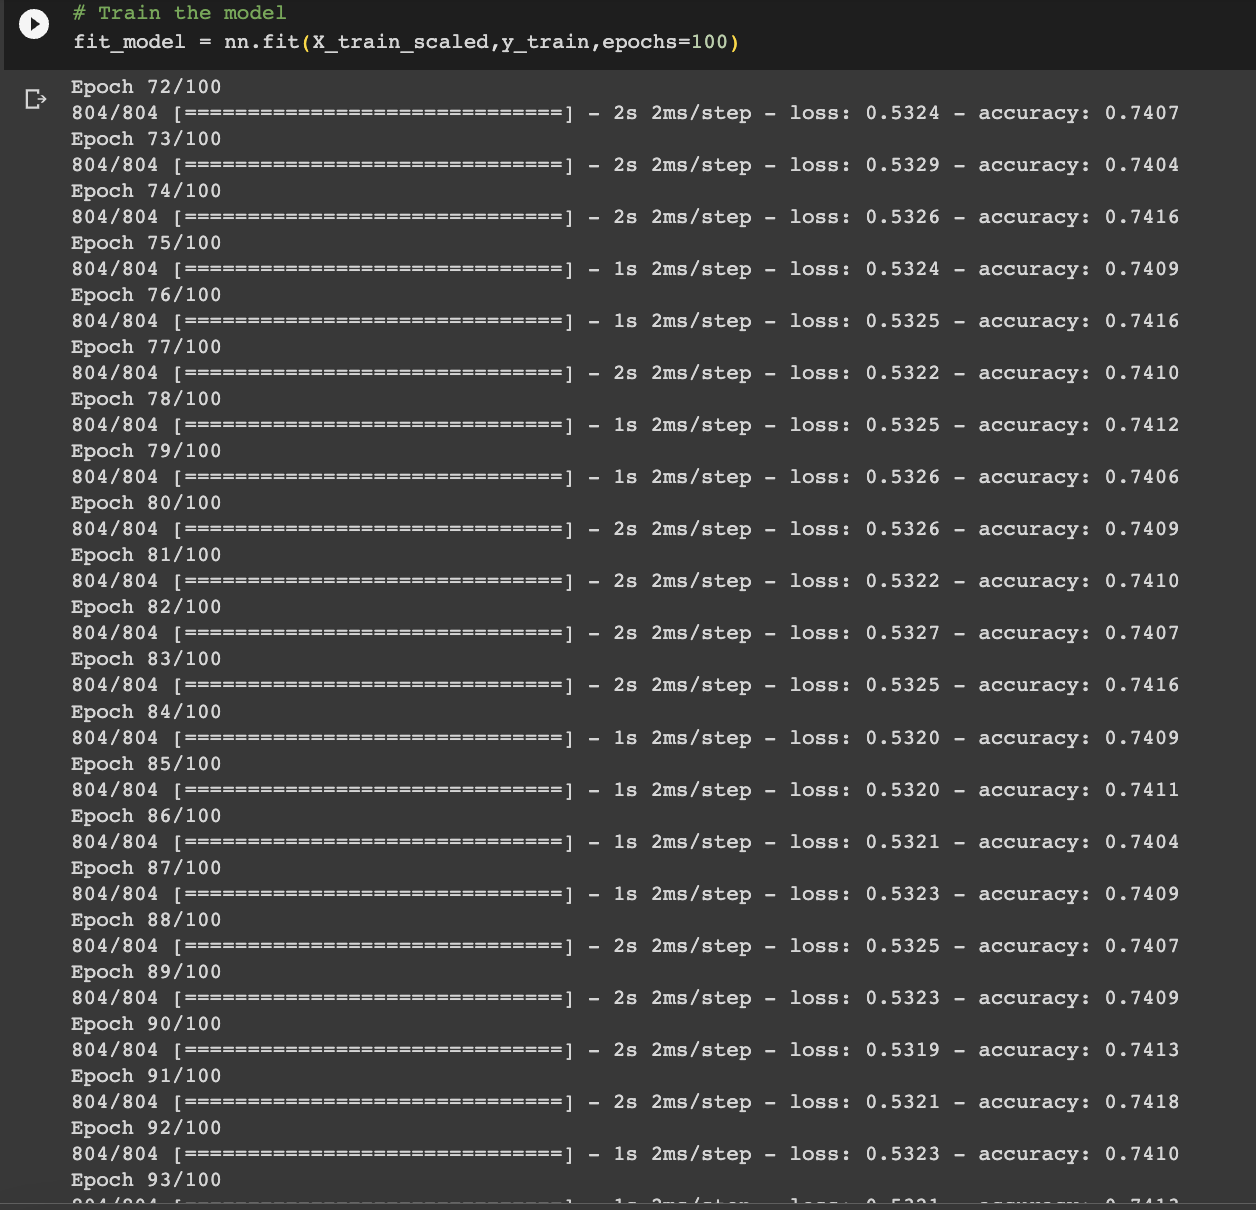 # Train the model
fit_model = nn.fit(X_train_scaled,y_train,epochs=100)
Epoch 72/100
804/804 [==============================] - 2s 2ms/step - loss: 0.5324 - accuracy: 0.7407
Epoch 73/100
804/804 [==============================] - 2s 2ms/step - loss: 0.5329 - accuracy: 0.7404
Epoch 74/100
804/804 [==============================] - 2s 2ms/step - loss: 0.5326 - accuracy: 0.7416
Epoch 75/100
804/804 [==============================] - 1s 2ms/step - loss: 0.5324 - accuracy: 0.7409
Epoch 76/100
804/804 [==============================] - 1s 2ms/step - loss: 0.5325 - accuracy: 0.7416
Epoch 77/100
804/804 [==============================] - 2s 2ms/step - loss: 0.5322 - accuracy: 0.7410
Epoch 78/100
804/804 [==============================] - 1s 2ms/step - loss: 0.5325 - accuracy: 0.7412
Epoch 79/100
804/804 [==============================] - 1s 2ms/step - loss: 0.5326 - accuracy: 0.7406
Epoch 80/100
804/804 [==============================] - 2s 2ms/step - loss: 0.5326 - accuracy: 0.7409
Epoch 81/100
804/804 [==============================] - 2s 2ms/step - loss: 0.5322 - accuracy: 0.7410
Epoch 82/100
804/804 [==============================] - 2s 2ms/step - loss: 0.5327 - accuracy: 0.7407
Epoch 83/100
804/804 [==============================] - 2s 2ms/step - loss: 0.5325 - accuracy: 0.7416
Epoch 84/100
804/804 [==============================] - 1s 2ms/step - loss: 0.5320 - accuracy: 0.7409
Epoch 85/100
804/804 [==============================] - 1s 2ms/step - loss: 0.5320 - accuracy: 0.7411
Epoch 86/100
804/804 [==============================] - 1s 2ms/step - loss: 0.5321 - accuracy: 0.7404
Epoch 87/100
804/804 [==============================] - 1s 2ms/step - loss: 0.5323 - accuracy: 0.7409
Epoch 88/100
804/804 [==============================] - 2s 2ms/step - loss: 0.5325 - accuracy: 0.7407
Epoch 89/100
804/804 [==============================] - 2s 2ms/step - loss: 0.5323 - accuracy: 0.7409
Epoch 90/100
804/804 [==============================] - 2s 2ms/step - loss: 0.5319 - accuracy: 0.7413
Epoch 91/100
804/804 [==============================] - 2s 2ms/step - loss: 0.5321 - accuracy: 0.7418
Epoch 92/100
804/804 [==============================] - 1s 2ms/step - loss: 0.5323 - accuracy: 0.7410
Epoch 93/100